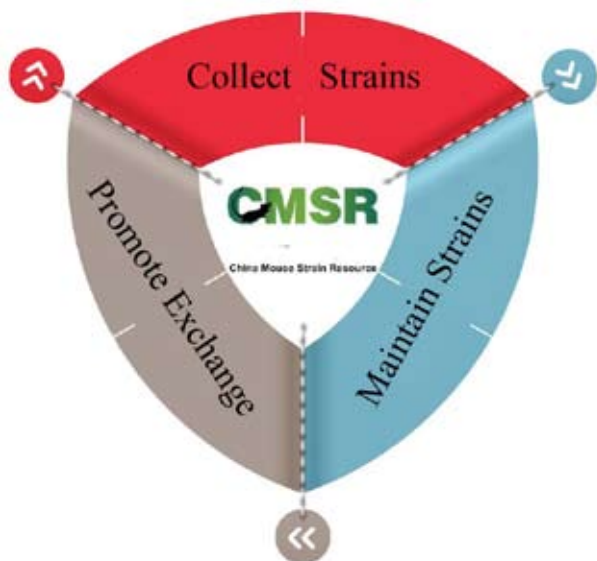 Collect Strains
CMSR
China Mouse Strain Resource
Promote Exchange
Maintain Strains